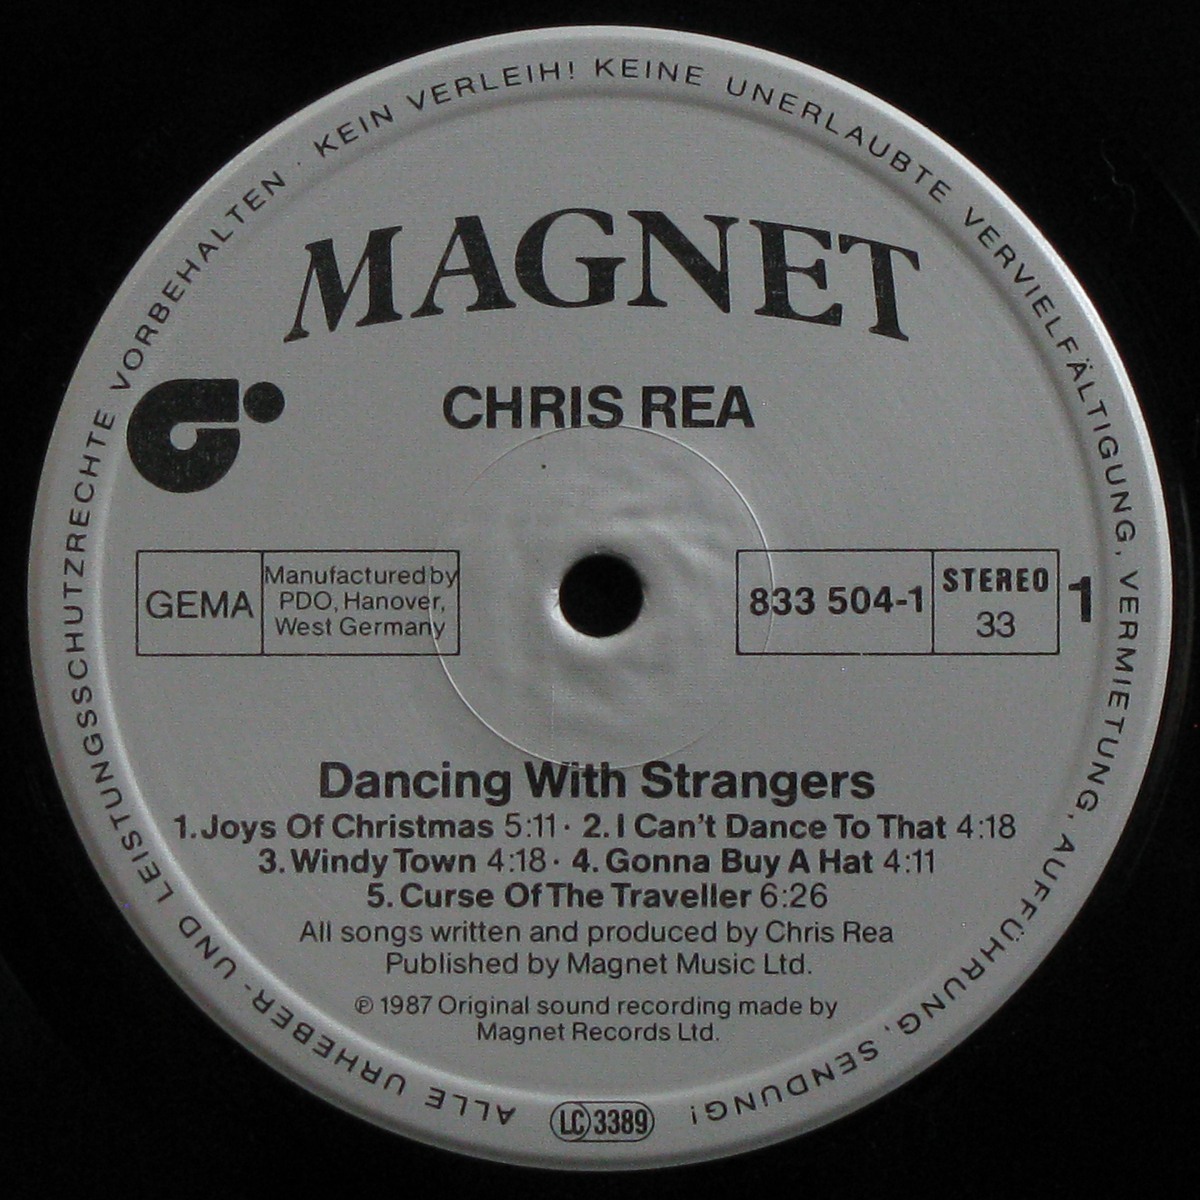 ALLE URHEBER- UND LEISTUNGSSCHUTZRECHTE VORBEHALTEN · KEIN VERLEIH! KEINE UNERLAUBTE VERVIELFÄLTIGUNG, VERMIETUNG, AUFFÜHRUNG, SENDUNG!
MAGNET
CHRIS REA
GEMA
Manufactured by
PDO, Hanover,
West Germany
833 504-1
STEREO
33
1
Dancing With Strangers
1. Joys Of Christmas 5:11 · 2. I Can't Dance To That 4:18
3. Windy Town 4:18 · 4. Gonna Buy A Hat 4:11
5. Curse Of The Traveller 6:26
All songs written and produced by Chris Rea
Published by Magnet Music Ltd.
℗ 1987 Original sound recording made by
Magnet Records Ltd.
LC 3389